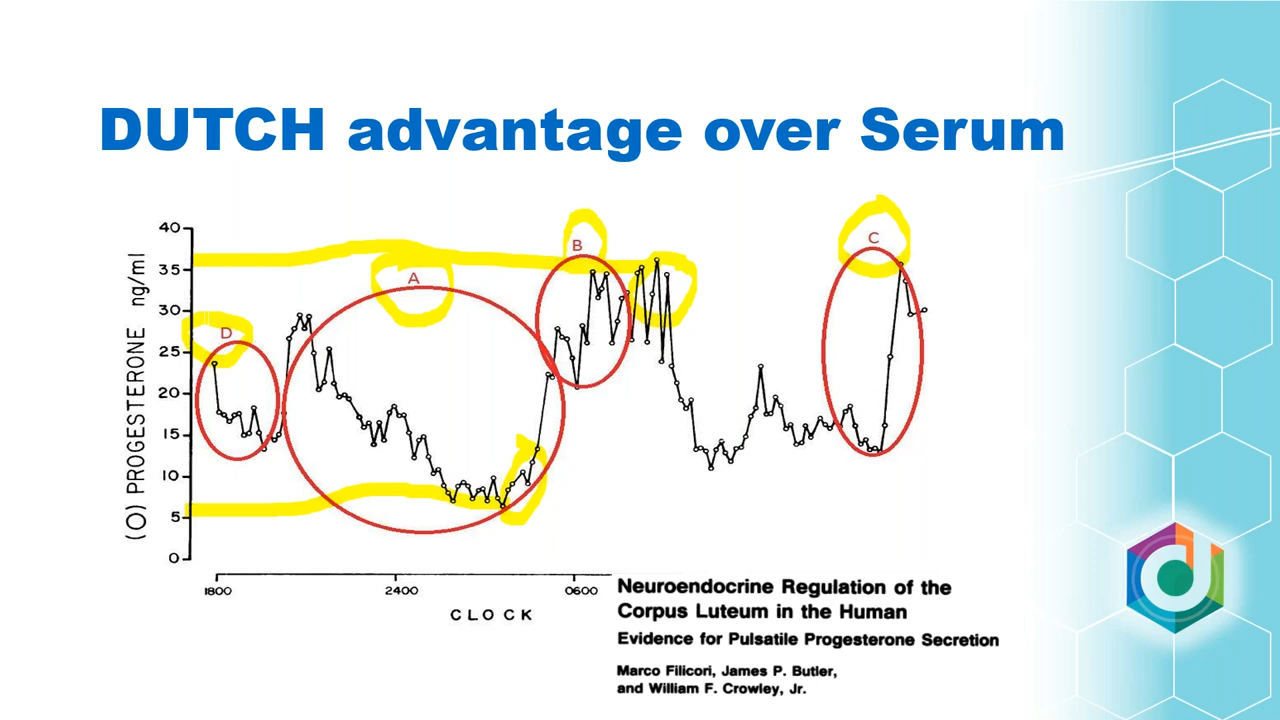 DUTCH advantage over Serum
(O) PROGESTERONE ng/ml
40
35
30
25
20
15
10
5
0
D
A
B
C
1800
2400
0600
CLOCK
Neuroendocrine Regulation of the
Corpus Luteum in the Human
Evidence for Pulsatile Progesterone Secretion
Marco Filicori, James P. Butler,
and William F. Crowley, Jr.
d